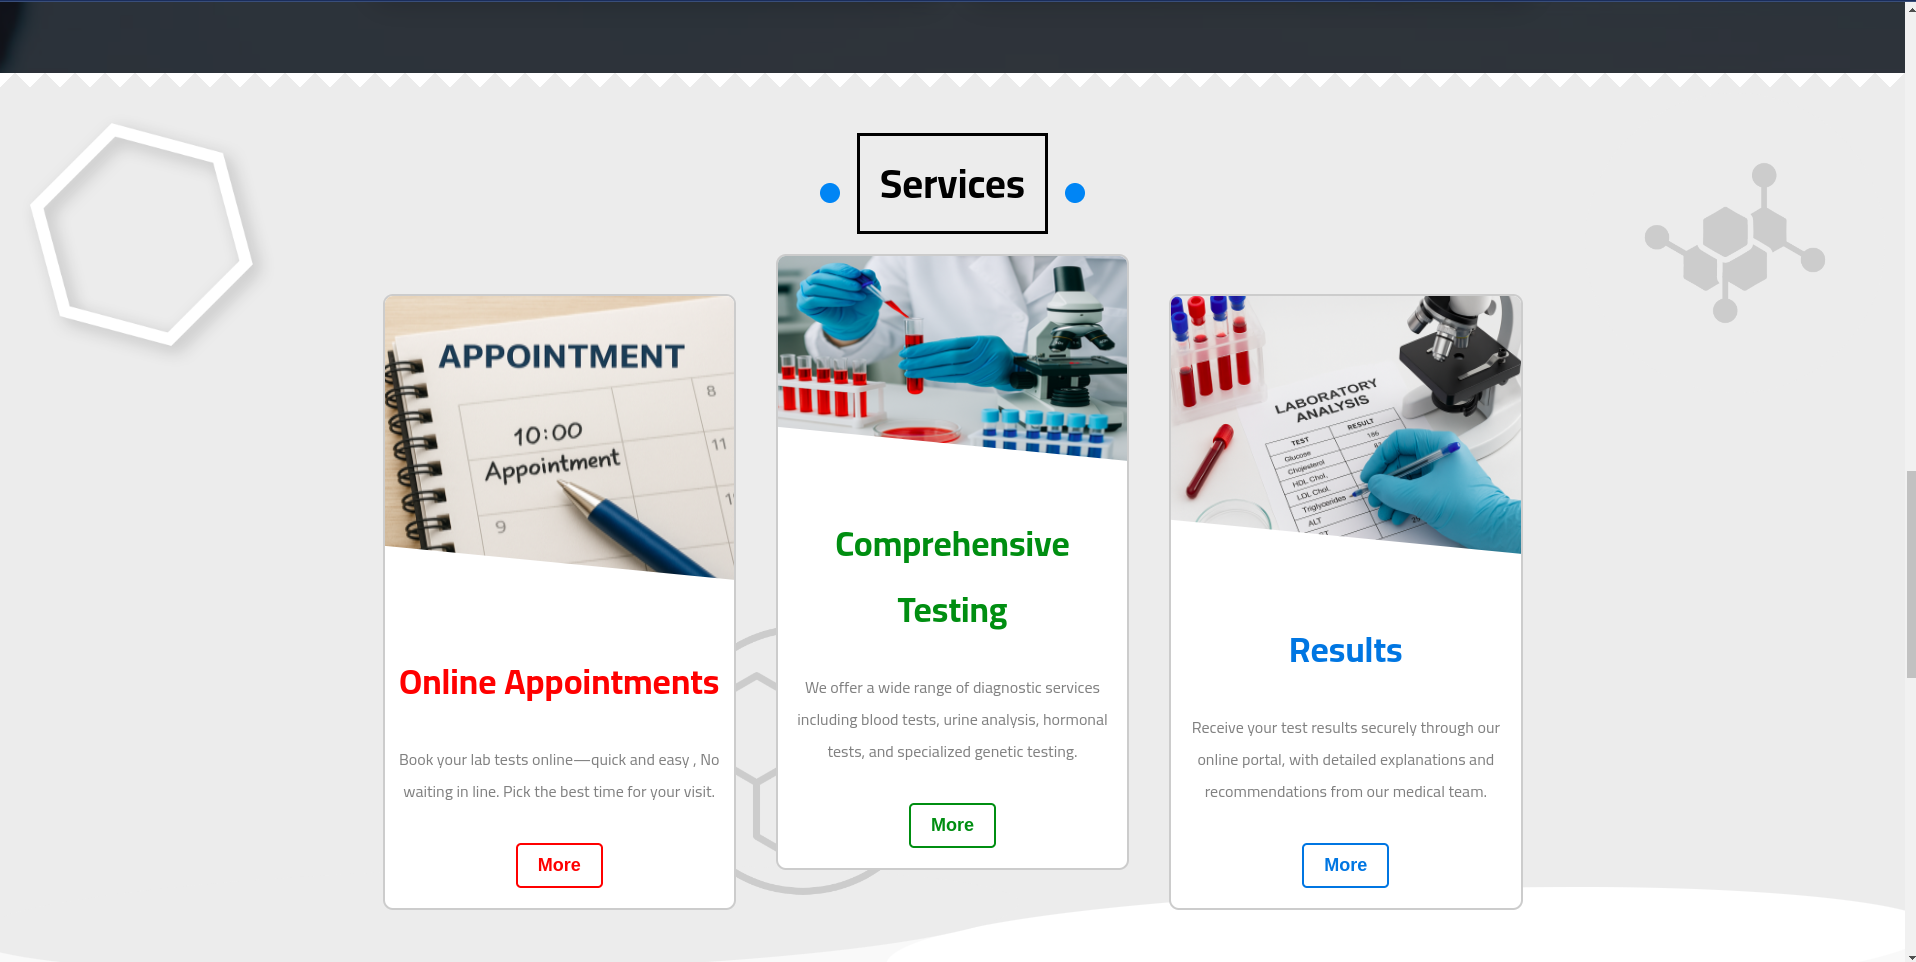 Services
APPOINTMENT
8
10:00
11
Appointment
9
Online Appointments
Book your lab tests online—quick and easy , No
waiting in line. Pick the best time for your visit.
More
Comprehensive
Testing
We offer a wide range of diagnostic services
including blood tests, urine analysis, hormonal
tests, and specialized genetic testing.
More
LABORATORY
ANALYSIS
TEST RESULT
Glucose 186
Chojesterol
HDL Chol.
LDL Chol.
Triglycerides
ALT
Results
Receive your test results securely through our
online portal, with detailed explanations and
recommendations from our medical team.
More